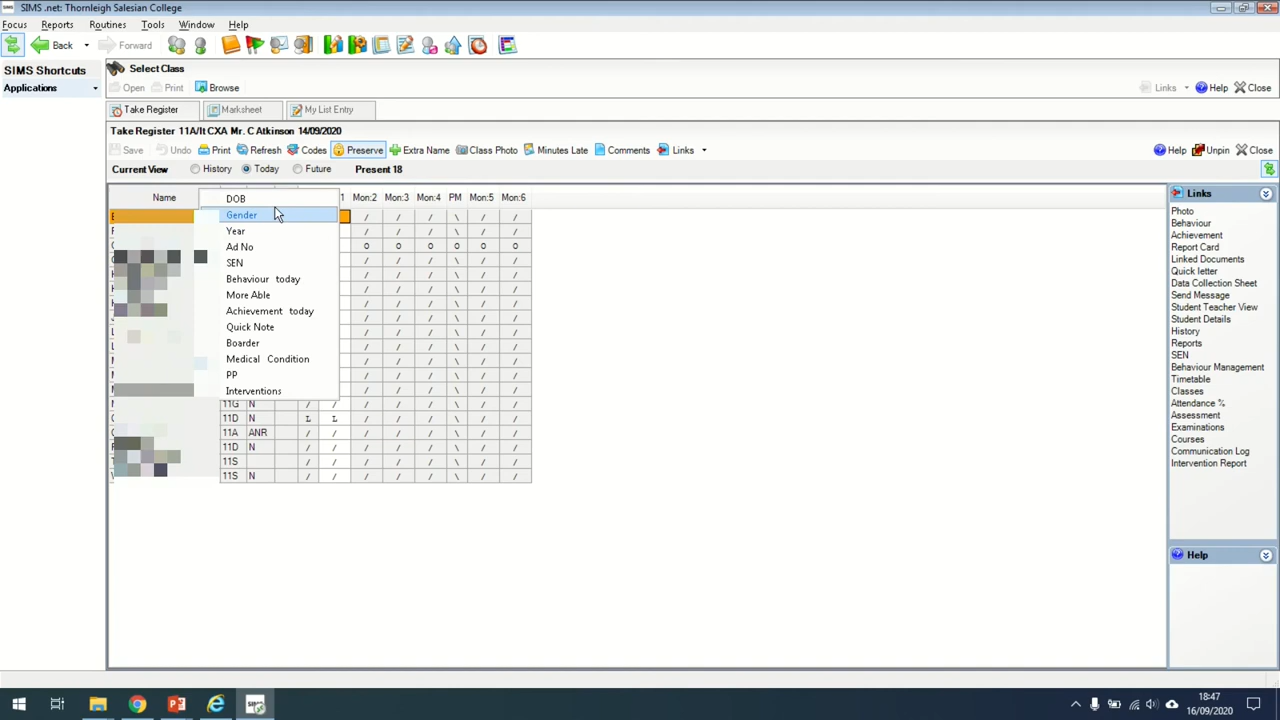 SIMS .net: Thornleigh Salesian College
Focus Reports Routines Tools Window Help
Back Forward
SIMS Shortcuts
Applications
Select Class
Open Print Browse Links Help Close
Take Register Marksheet My List Entry
Take Register 11A/It CXA Mr. C Atkinson 14/09/2020
Save Undo Print Refresh Codes Preserve Extra Name Class Photo Minutes Late Comments Links Help Unpin Close
Current View History Today Future Present 18
Name 1 Mon:2 Mon:3 Mon:4 PM Mon:5 Mon:6
DOB
Gender
Year
Ad No
SEN
Behaviour today
More Able
Achievement today
Quick Note
Boarder
Medical Condition
PP
Interventions
/ / / \ / /
/ / / \ / /
o o o o o o
/ / / \ / /
/ / / \ / /
/ / / \ / /
/ / / \ / /
/ / / \ / /
/ / / \ / /
/ / / \ / /
/ / / \ / /
/ / / \ / /
/ / / \ / /
11G N / / / / / \ / /
11D N L L / / / \ / /
11A ANR / / / / / \ / /
11D N / / / / / \ / /
11S / / / / / \ / /
11S N / / / / / \ / /
Links
Photo
Behaviour
Achievement
Report Card
Linked Documents
Quick letter
Data Collection Sheet
Send Message
Student Teacher View
Student Details
History
Reports
SEN
Behaviour Management
Timetable
Classes
Attendance %
Assessment
Examinations
Courses
Communication Log
Intervention Report
Help
18:47
16/09/2020